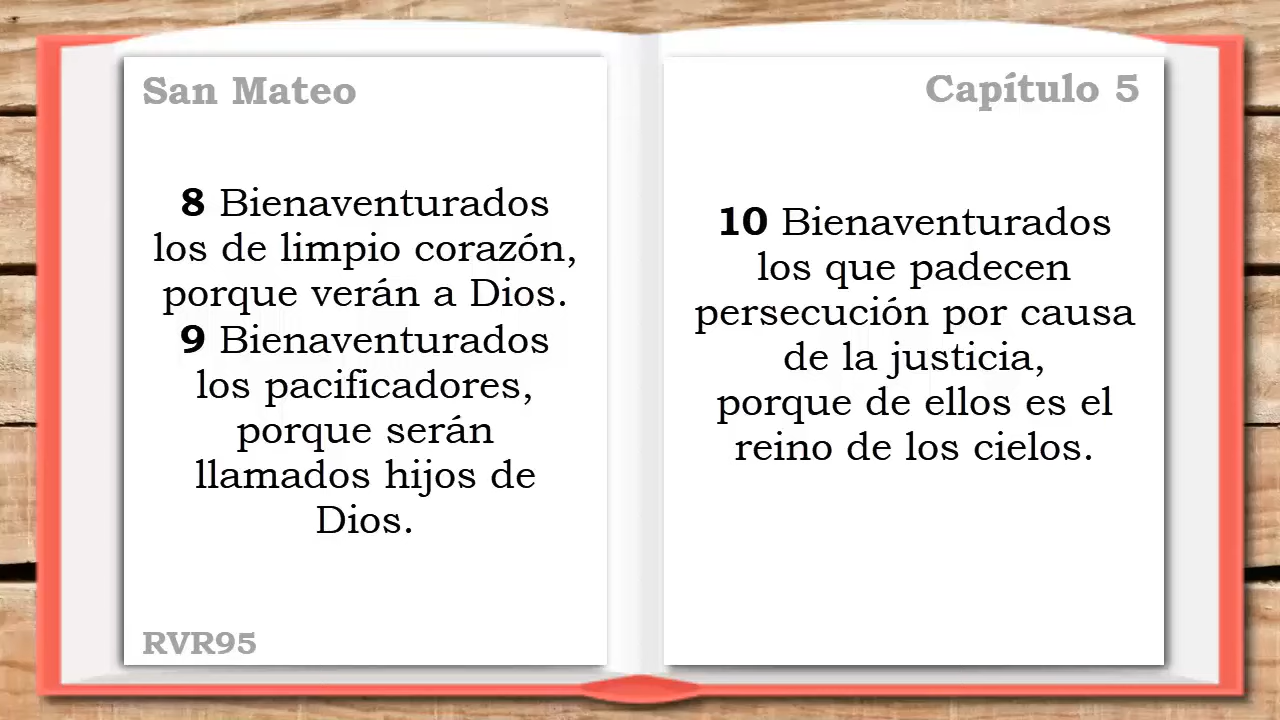 San Mateo
8 Bienaventurados
los de limpio corazón,
porque verán a Dios.
9 Bienaventurados
los pacificadores,
porque serán
llamados hijos de
Dios.
RVR95
Capítulo 5
10 Bienaventurados
los que padecen
persecución por causa
de la justicia,
porque de ellos es el
reino de los cielos.